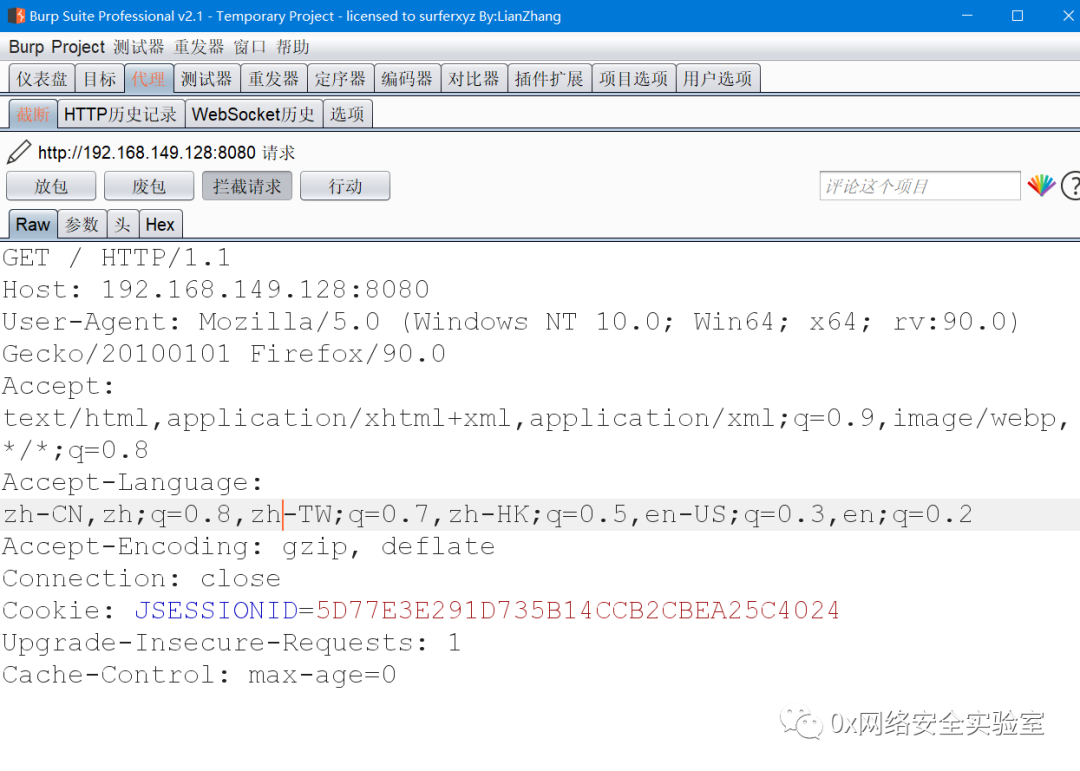 Burp Suite Professional v2.1 - Temporary Project - licensed to surferxyz By:LianZhang
Burp Project 测试器 重发器 窗口 帮助
仪表盘 目标 代理 测试器 重发器 定序器 编码器 对比器 插件扩展 项目选项 用户选项
截断 HTTP历史记录 WebSocket历史 选项
http://192.168.149.128:8080 请求
放包 废包 拦截请求 行动 评论这个项目 ?
Raw 参数 头 Hex
GET / HTTP/1.1
Host: 192.168.149.128:8080
User-Agent: Mozilla/5.0 (Windows NT 10.0; Win64; x64; rv:90.0)
Gecko/20100101 Firefox/90.0
Accept:
text/html,application/xhtml+xml,application/xml;q=0.9,image/webp,
*/*;q=0.8
Accept-Language:
zh-CN,zh;q=0.8,zh-TW;q=0.7,zh-HK;q=0.5,en-US;q=0.3,en;q=0.2
Accept-Encoding: gzip, deflate
Connection: close
Cookie: JSESSIONID=5D77E3E291D735B14CCB2CBEA25C4024
Upgrade-Insecure-Requests: 1
Cache-Control: max-age=0
0x网络安全实验室